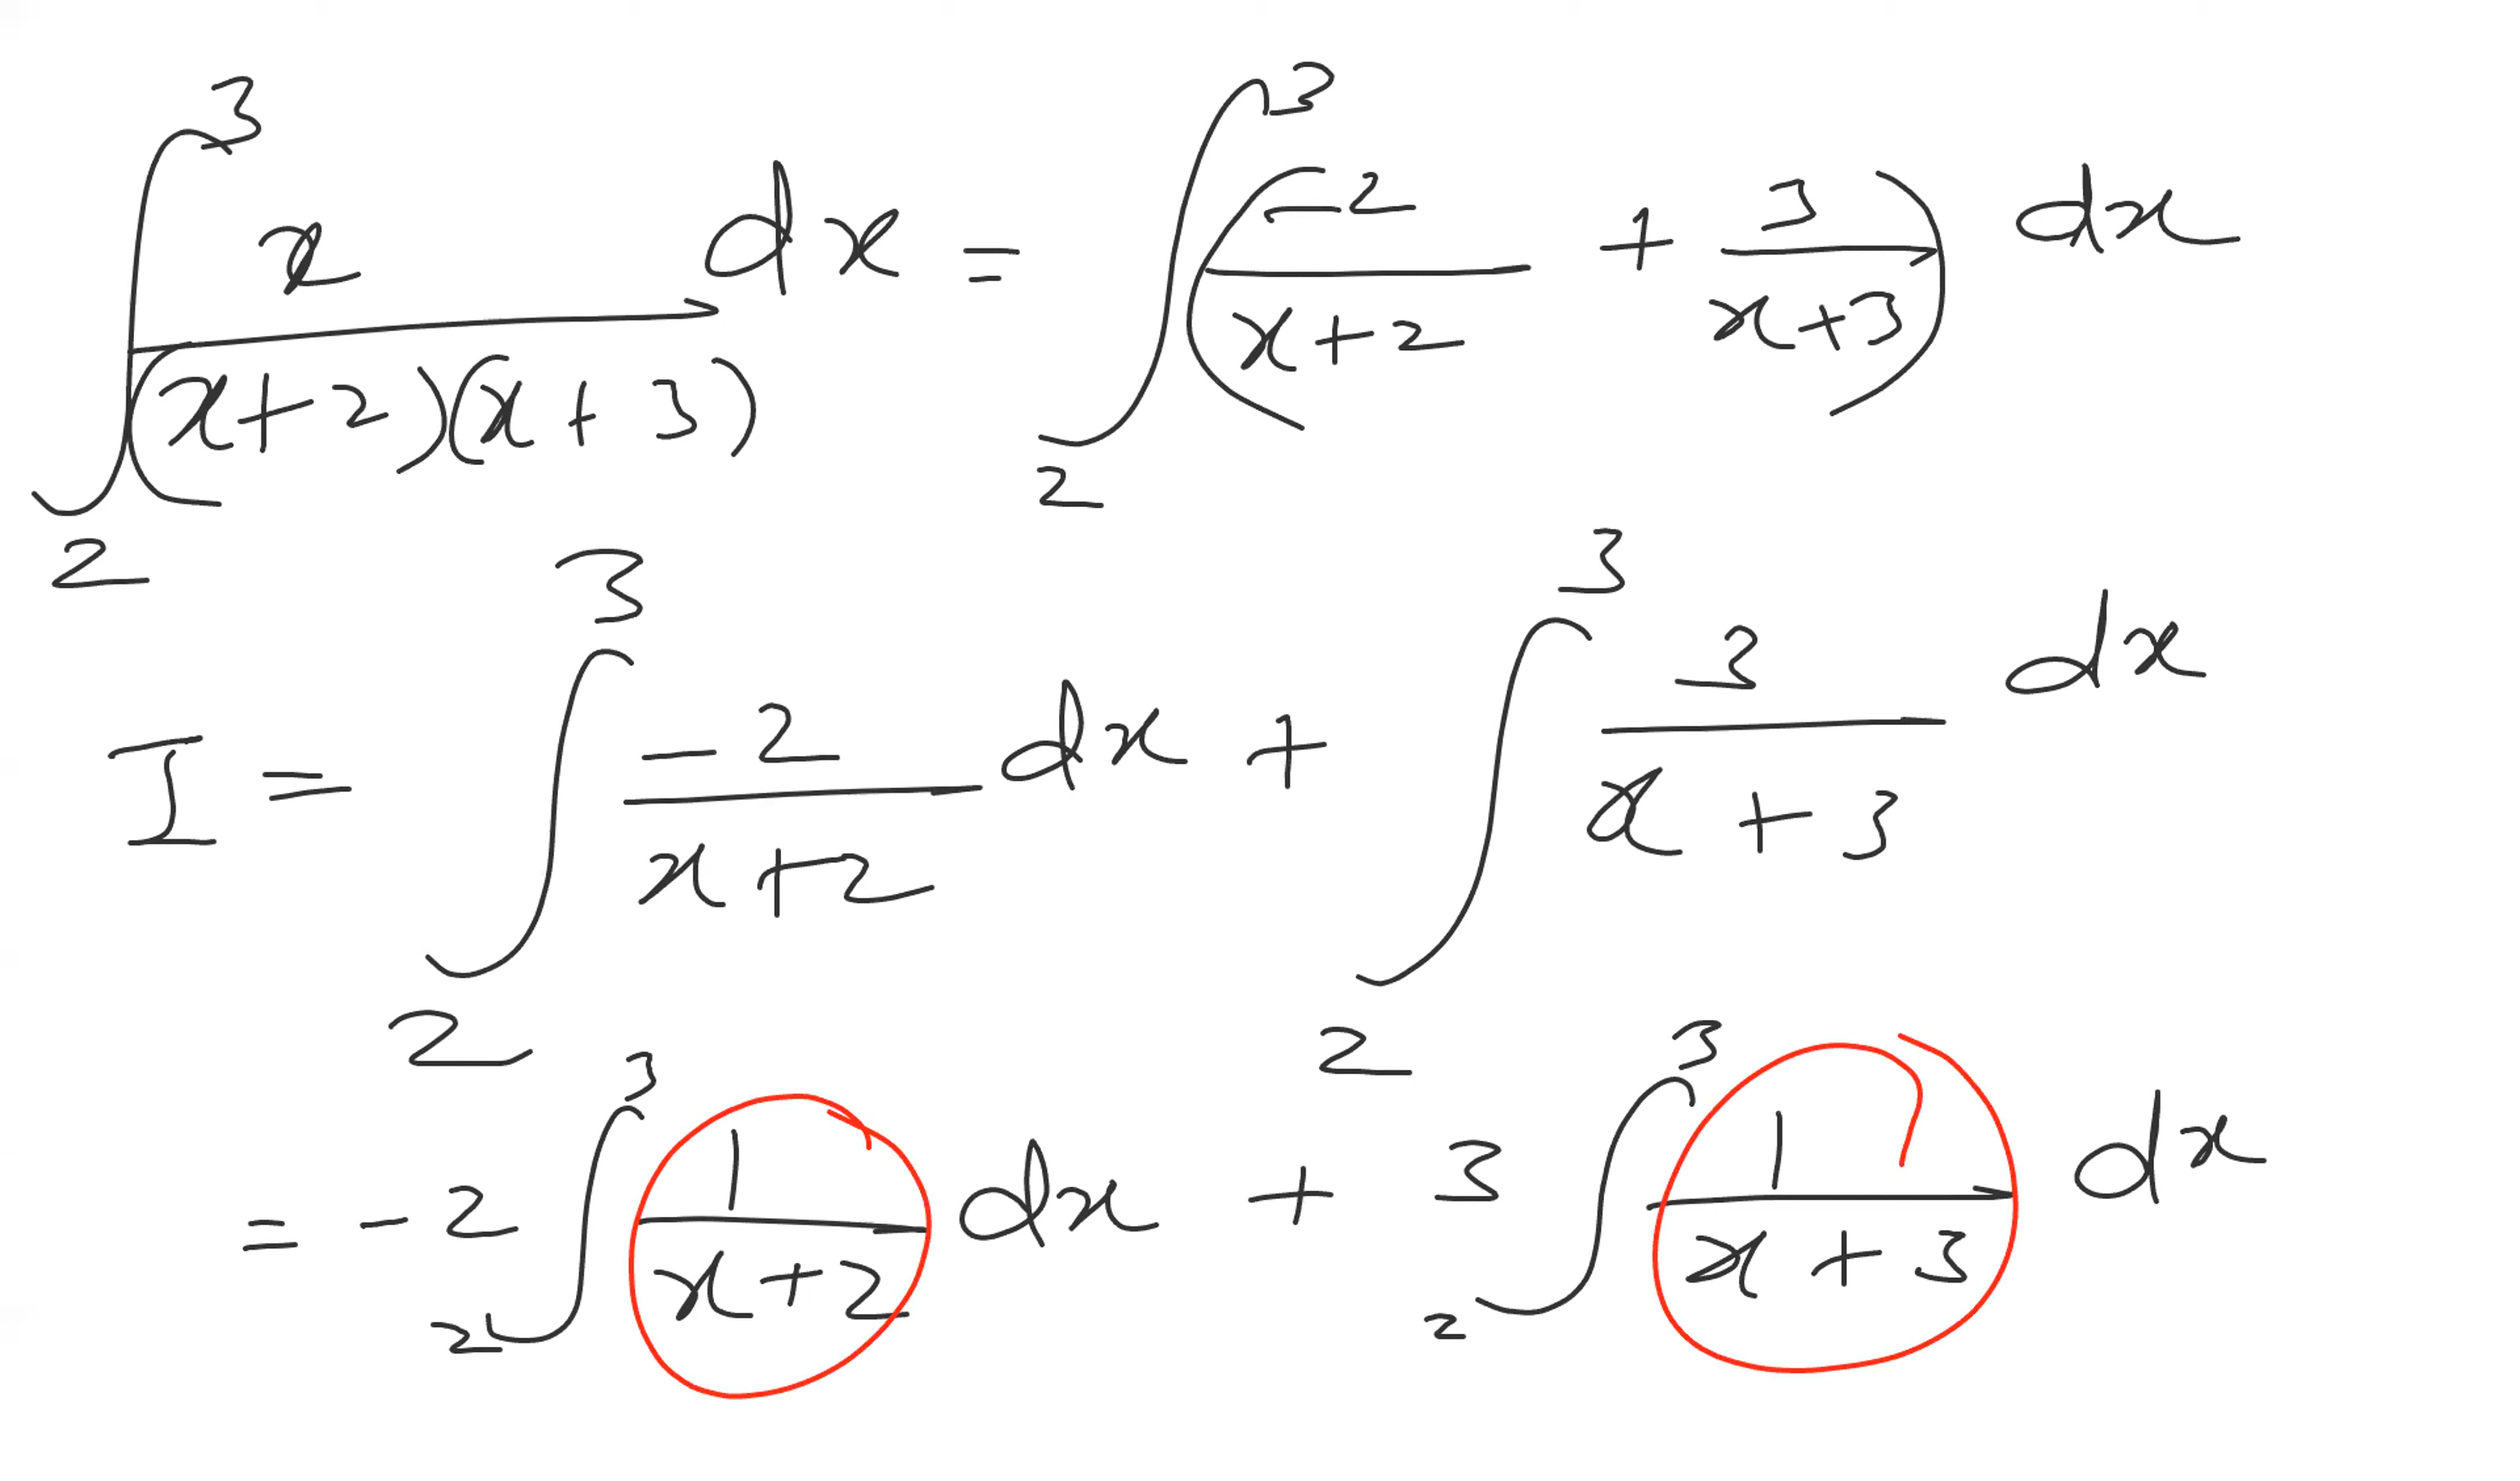 ∫₂³ x/((x+2)(x+3)) dx = ∫₂³ (-2/(x+2) + 3/(x+3)) dx
I = ∫₂³ -2/(x+2) dx + ∫₂³ 3/(x+3) dx
= -2 ∫₂³ 1/(x+2) dx + 3 ∫₂³ 1/(x+3) dx